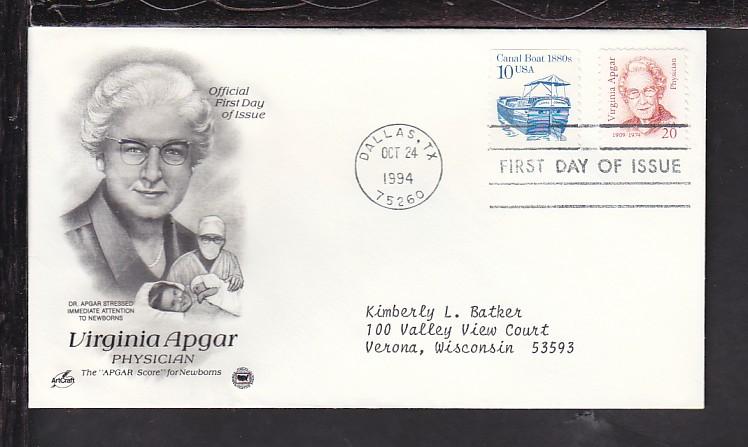 Official
First Day
of Issue
Canal Boat 1880s
10 USA
Virginia Apgar
Physician
1909-1974
20
DALLAS, TX
OCT 24
1994
75260
FIRST DAY OF ISSUE
DR. APGAR STRESSED
IMMEDIATE ATTENTION
TO NEWBORNS
Virginia Apgar
PHYSICIAN
The "APGAR Score" for Newborns
ArtCraft
Kimberly L. Batker
100 Valley View Court
Verona, Wisconsin 53593